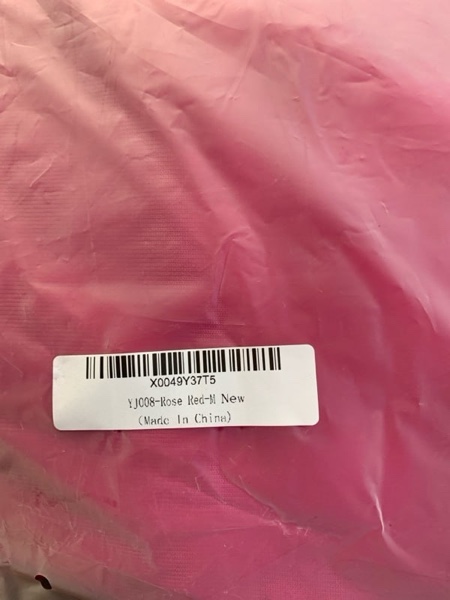 X0049Y37T5
YJ008-Rose Red-M New
(Made In China)